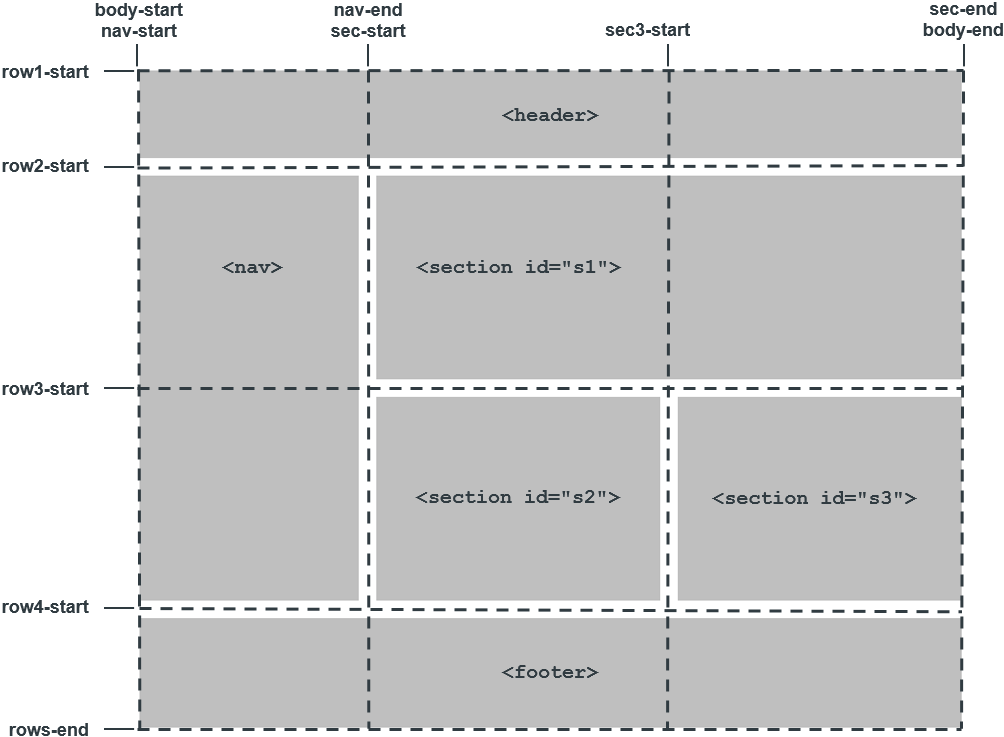 body-start
nav-start
nav-end
sec-start
sec3-start
sec-end
body-end
row1-start
<header>
row2-start
<nav>
<section id="s1">
row3-start
<section id="s2">
<section id="s3">
row4-start
<footer>
rows-end